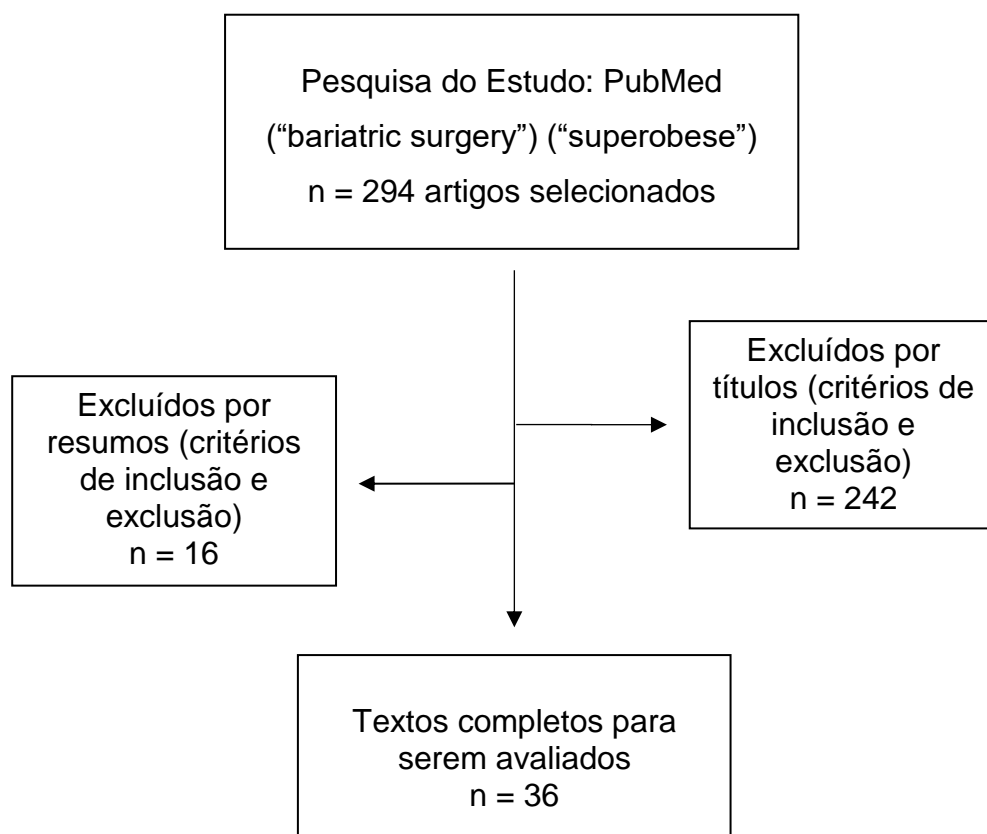 Pesquisa do Estudo: PubMed
(“bariatric surgery”) (“superobese”)
n = 294 artigos selecionados
Excluídos por
títulos (critérios de
inclusão e
exclusão)
n = 242
Excluídos por
resumos (critérios
de inclusão e
exclusão)
n = 16
Textos completos para
serem avaliados
n = 36